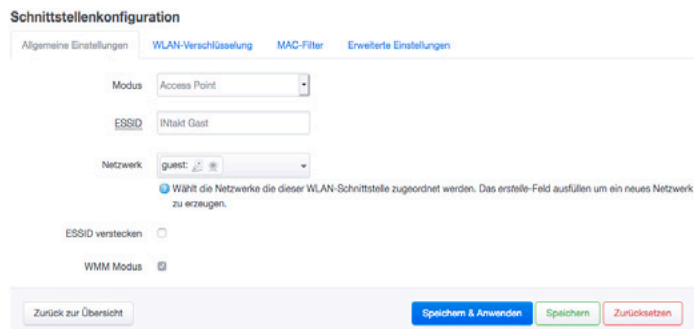 Schnittstellenkonfiguration
Allgemeine Einstellungen WLAN-Verschlüsselung MAC-Filter Erweiterte Einstellungen
Modus Access Point
ESSID INtakt Gast
Netzwerk guest:
Wählt die Netzwerke die dieser WLAN-Schnittstelle zugeordnet werden. Das erstelle-Feld ausfüllen um ein neues Netzwerk
zu erzeugen.
ESSID verstecken
WMM Modus
Zurück zur Übersicht Speichern & Anwenden Speichern Zurücksetzen